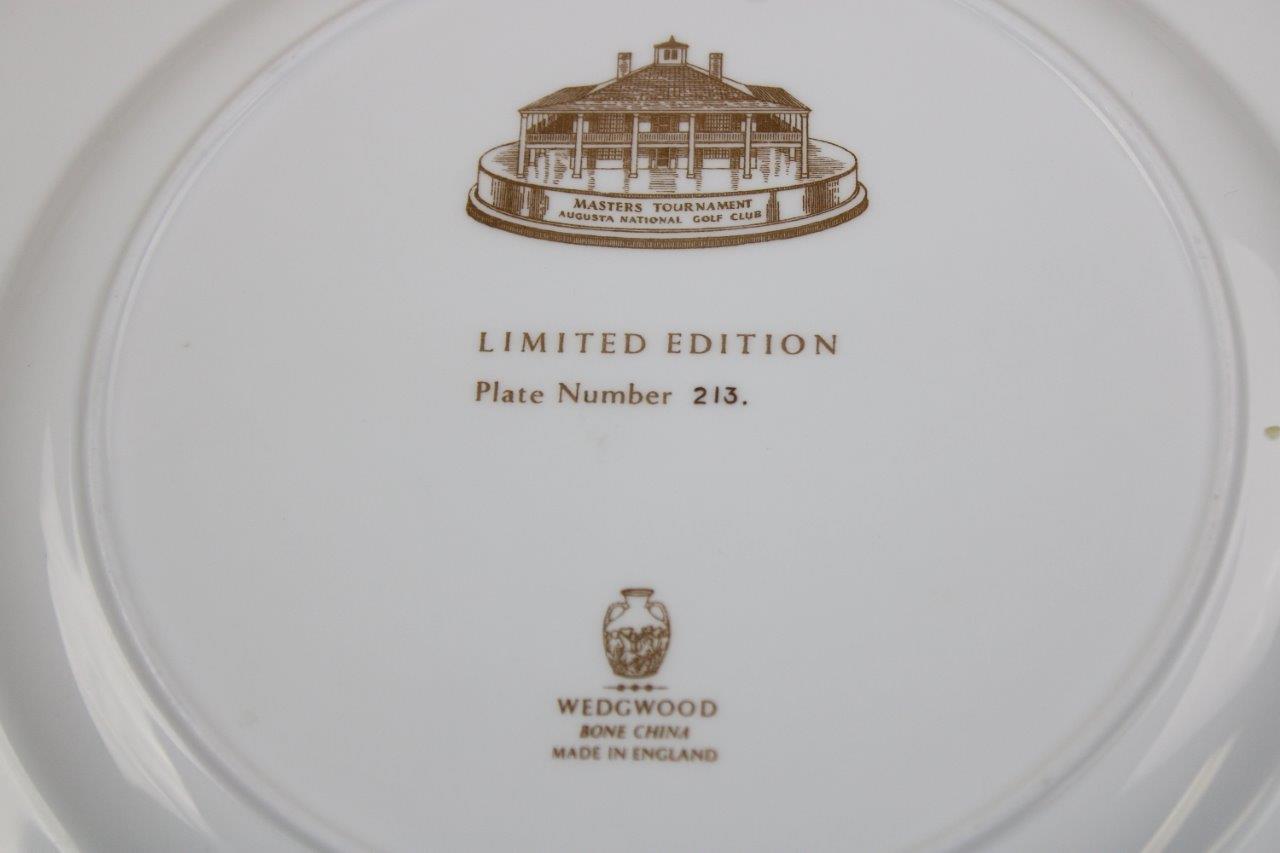 MASTERS TOURNAMENT
AUGUSTA NATIONAL GOLF CLUB
LIMITED EDITION
Plate Number 213.
WEDGWOOD
BONE CHINA
MADE IN ENGLAND